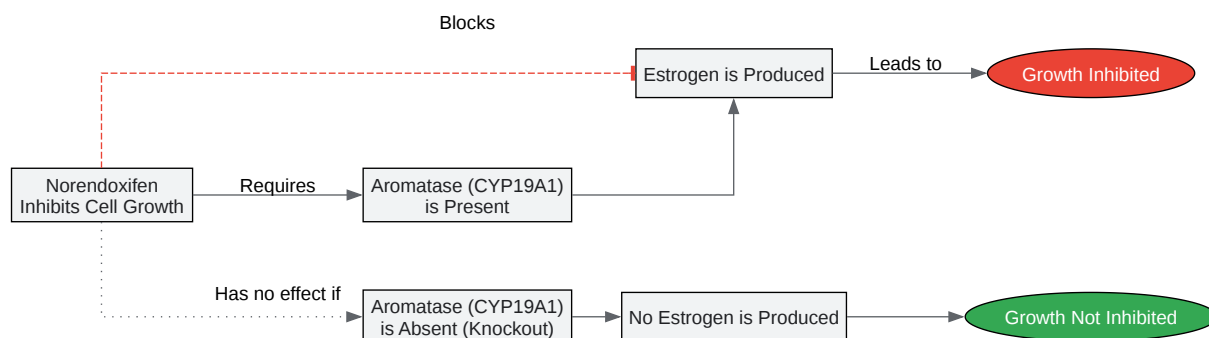 Blocks
Estrogen is Produced
Leads to
Growth Inhibited
Norendoxifen
Inhibits Cell Growth
Requires
Aromatase (CYP19A1)
is Present
Has no effect if
Aromatase (CYP19A1)
is Absent (Knockout)
No Estrogen is Produced
Growth Not Inhibited